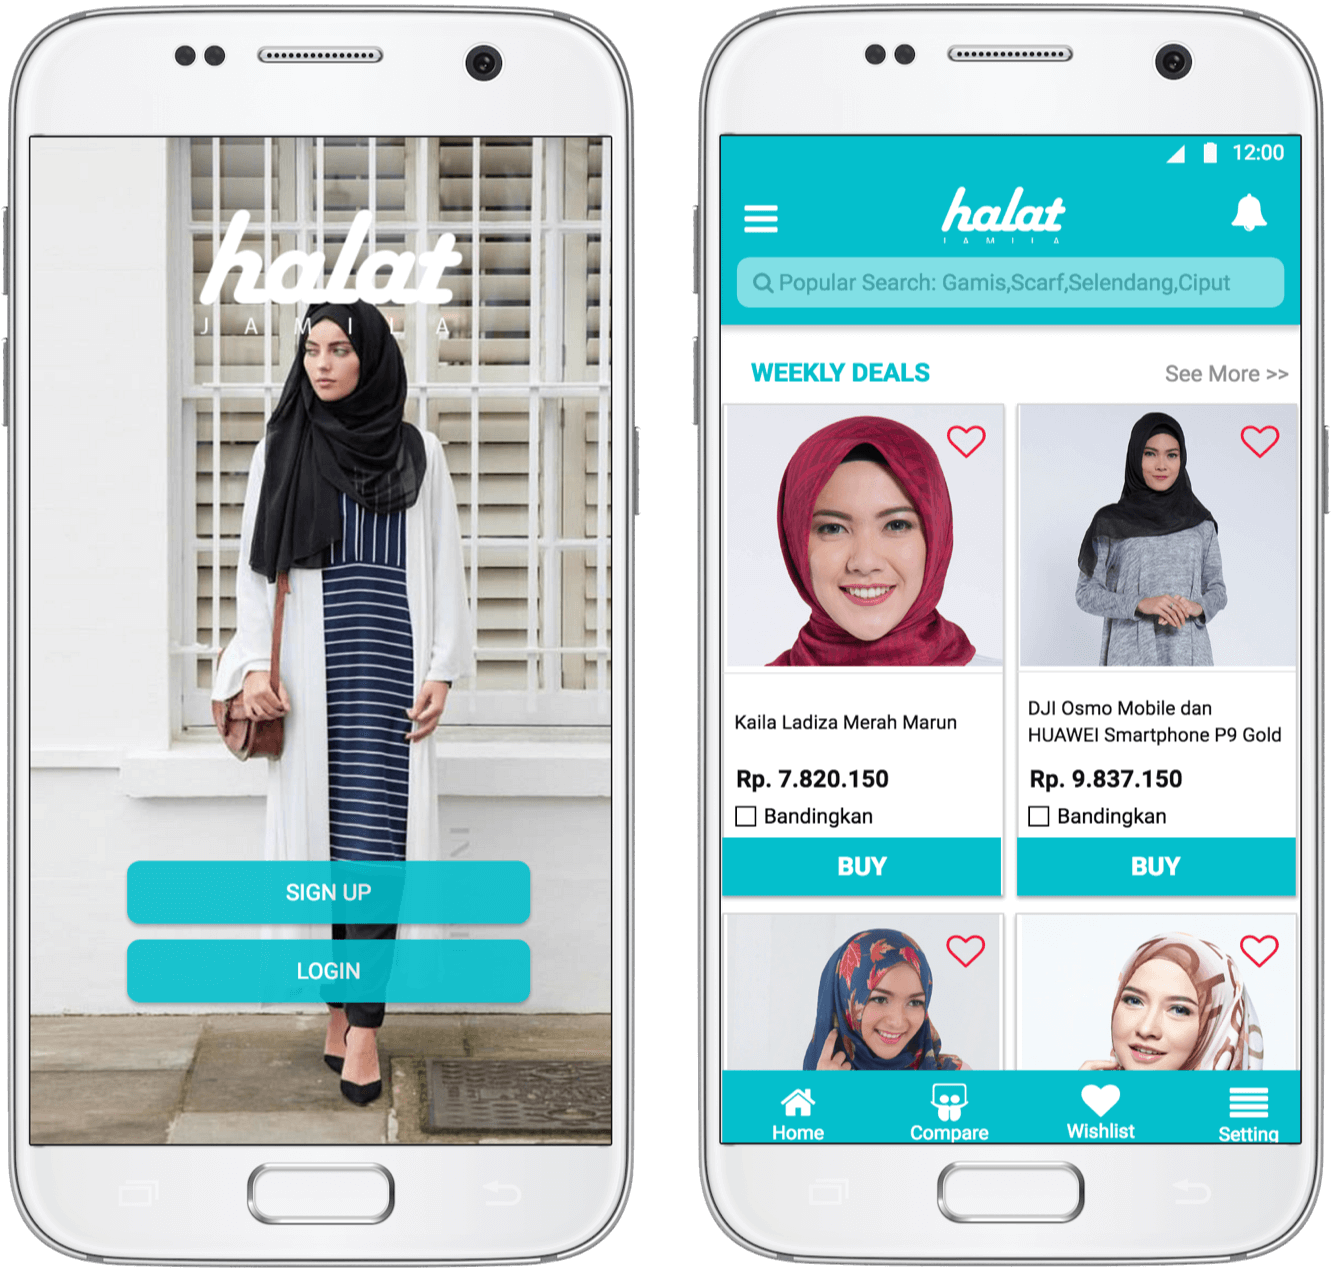 halat
JAMILA
SIGN UP
LOGIN
12:00
halat
JAMILA
Popular Search: Gamis,Scarf,Selendang,Ciput
WEEKLY DEALS
See More >>
Kaila Ladiza Merah Marun
Rp. 7.820.150
Bandingkan
BUY
DJI Osmo Mobile dan
HUAWEI Smartphone P9 Gold
Rp. 9.837.150
Bandingkan
BUY
Home
Compare
Wishlist
Setting